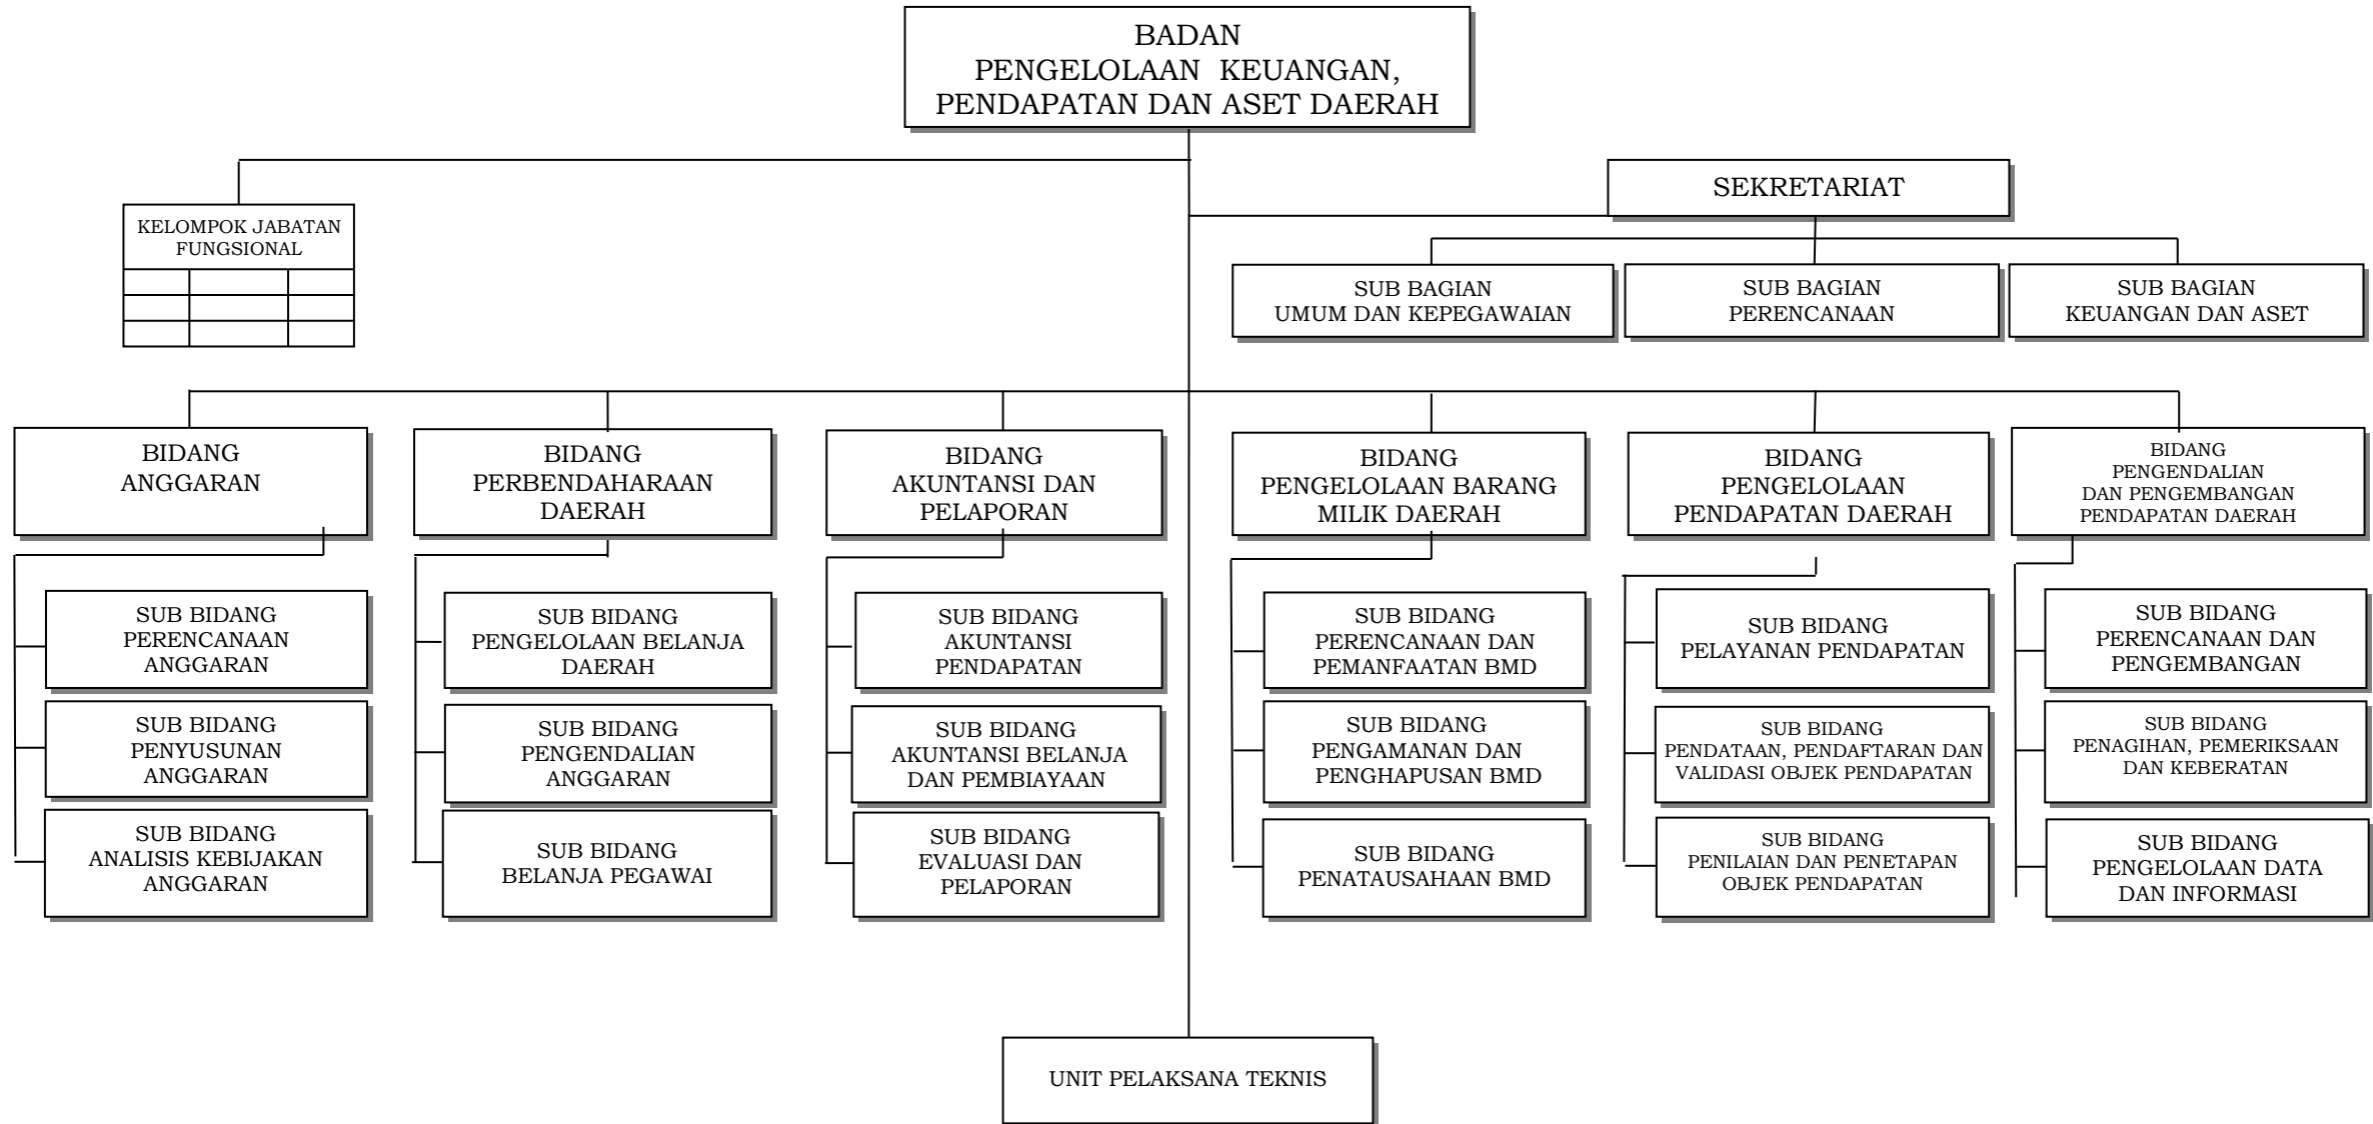 BADAN
PENGELOLAAN KEUANGAN,
PENDAPATAN DAN ASET DAERAH
SEKRETARIAT
KELOMPOK JABATAN
FUNGSIONAL
SUB BAGIAN
UMUM DAN KEPEGAWAIAN
SUB BAGIAN
PERENCANAAN
SUB BAGIAN
KEUANGAN DAN ASET
BIDANG
ANGGARAN
BIDANG
PERBENDAHARAAN
DAERAH
BIDANG
AKUNTANSI DAN
PELAPORAN
BIDANG
PENGELOLAAN BARANG
MILIK DAERAH
BIDANG
PENGELOLAAN
PENDAPATAN DAERAH
BIDANG
PENGENDALIAN
DAN PENGEMBANGAN
PENDAPATAN DAERAH
SUB BIDANG
PERENCANAAN
ANGGARAN
SUB BIDANG
PENGELOLAAN BELANJA
DAERAH
SUB BIDANG
AKUNTANSI
PENDAPATAN
SUB BIDANG
PERENCANAAN DAN
PEMANFAATAN BMD
SUB BIDANG
PELAYANAN PENDAPATAN
SUB BIDANG
PERENCANAAN DAN
PENGEMBANGAN
SUB BIDANG
PENYUSUNAN
ANGGARAN
SUB BIDANG
PENGENDALIAN
ANGGARAN
SUB BIDANG
AKUNTANSI BELANJA
DAN PEMBIAYAAN
SUB BIDANG
PENGAMANAN DAN
PENGHAPUSAN BMD
SUB BIDANG
PENDATAAN, PENDAFTARAN DAN
VALIDASI OBJEK PENDAPATAN
SUB BIDANG
PENAGIHAN, PEMERIKSAAN
DAN KEBERATAN
SUB BIDANG
ANALISIS KEBIJAKAN
ANGGARAN
SUB BIDANG
BELANJA PEGAWAI
SUB BIDANG
EVALUASI DAN
PELAPORAN
SUB BIDANG
PENATAUSAHAAN BMD
SUB BIDANG
PENILAIAN DAN PENETAPAN
OBJEK PENDAPATAN
SUB BIDANG
PENGELOLAAN DATA
DAN INFORMASI
UNIT PELAKSANA TEKNIS